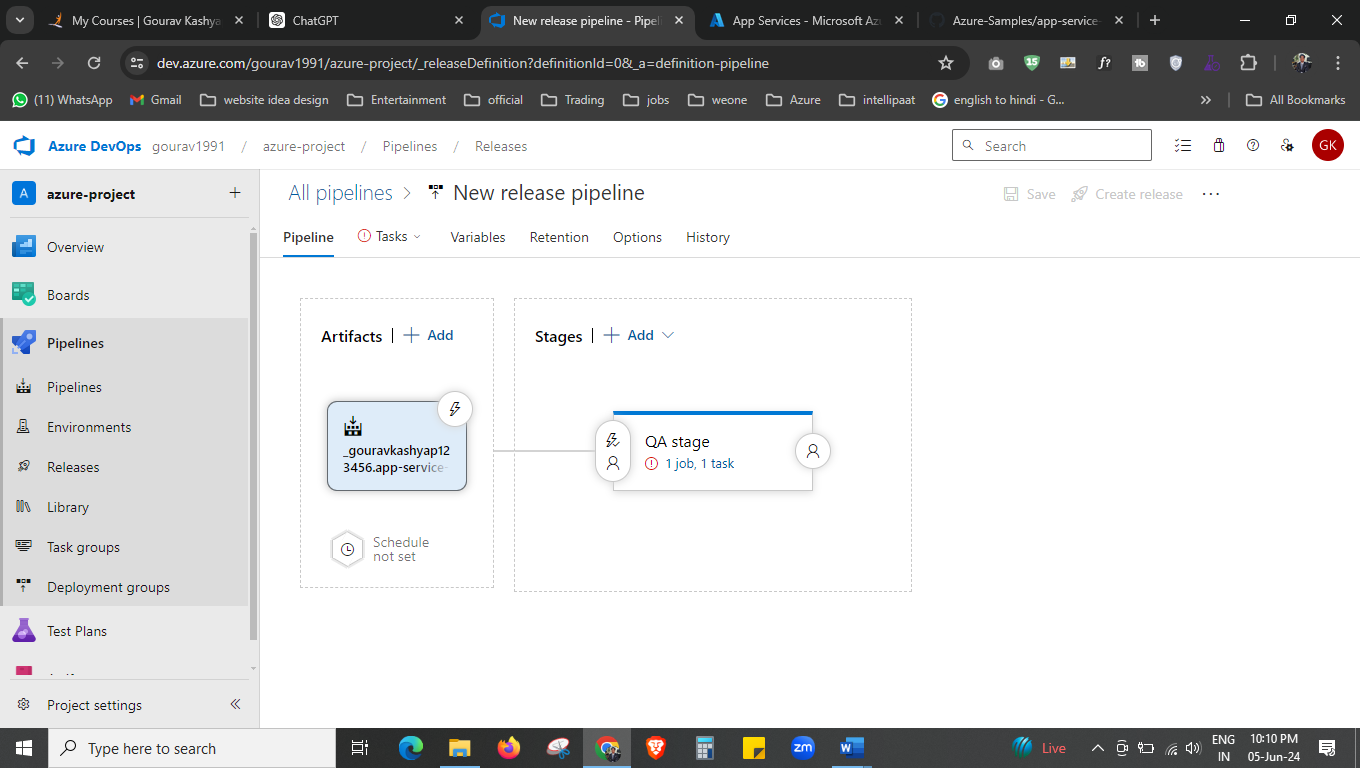 My Courses | Gourav Kashya
ChatGPT
New release pipeline - Pipeli
App Services - Microsoft Az
Azure-Samples/app-service-
dev.azure.com/gourav1991/azure-project/_releaseDefinition?definitionId=0&_a=definition-pipeline
(11) WhatsApp
Gmail
website idea design
Entertainment
official
Trading
jobs
weone
Azure
intellipaat
english to hindi - G...
All Bookmarks
Azure DevOps gourav1991 / azure-project / Pipelines / Releases
Search
GK
A azure-project
All pipelines > New release pipeline
Save
Create release
Pipeline
Tasks
Variables
Retention
Options
History
Overview
Boards
Pipelines
Pipelines
Environments
Releases
Library
Task groups
Deployment groups
Test Plans
Project settings
Artifacts | + Add
_gouravkashyap12
3456.app-service-
Schedule
not set
Stages | + Add
QA stage
1 job, 1 task
Type here to search
zm
Live
ENG
IN
10:10 PM
05-Jun-24